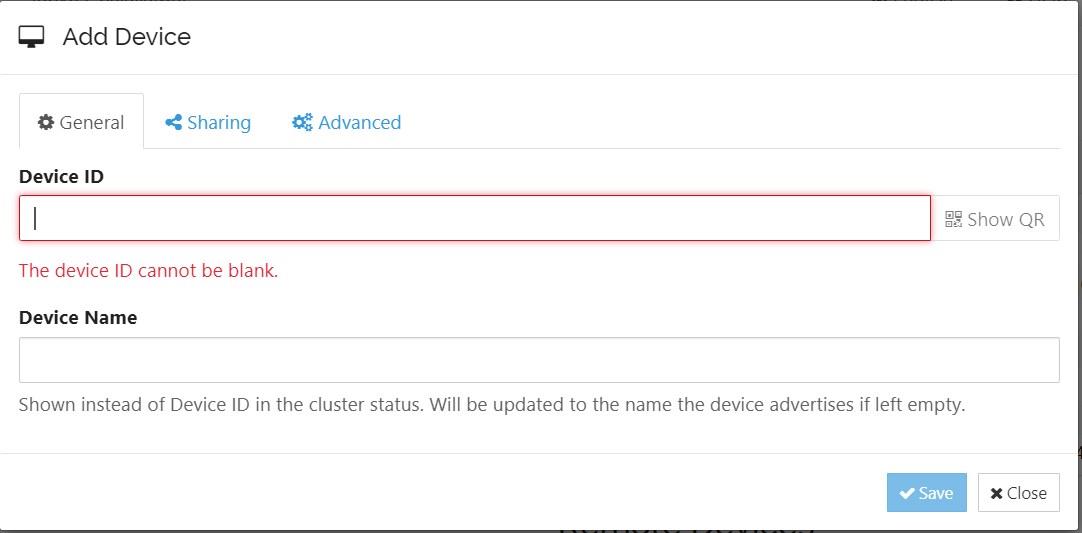 Add Device
General
Sharing
Advanced
Device ID
Show QR
The device ID cannot be blank.
Device Name
Shown instead of Device ID in the cluster status. Will be updated to the name the device advertises if left empty.
Save
Close
Remote Devices